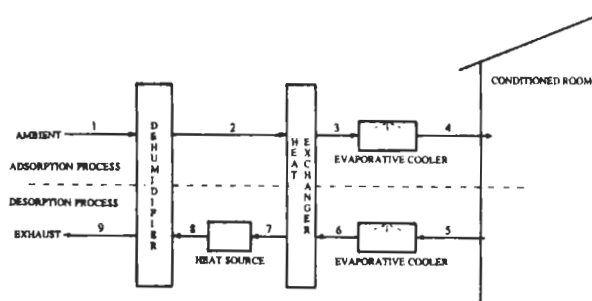 CONDITIONED ROOM
1
2
3
4
AMBIENT
DEHUMIDIFIER
HEAT
EXCHANGER
EVAPORATIVE COOLER
ADSORPTION PROCESS
DESORPTION PROCESS
EXHAUST
9
8
7
6
5
HEAT SOURCE
EVAPORATIVE COOLER